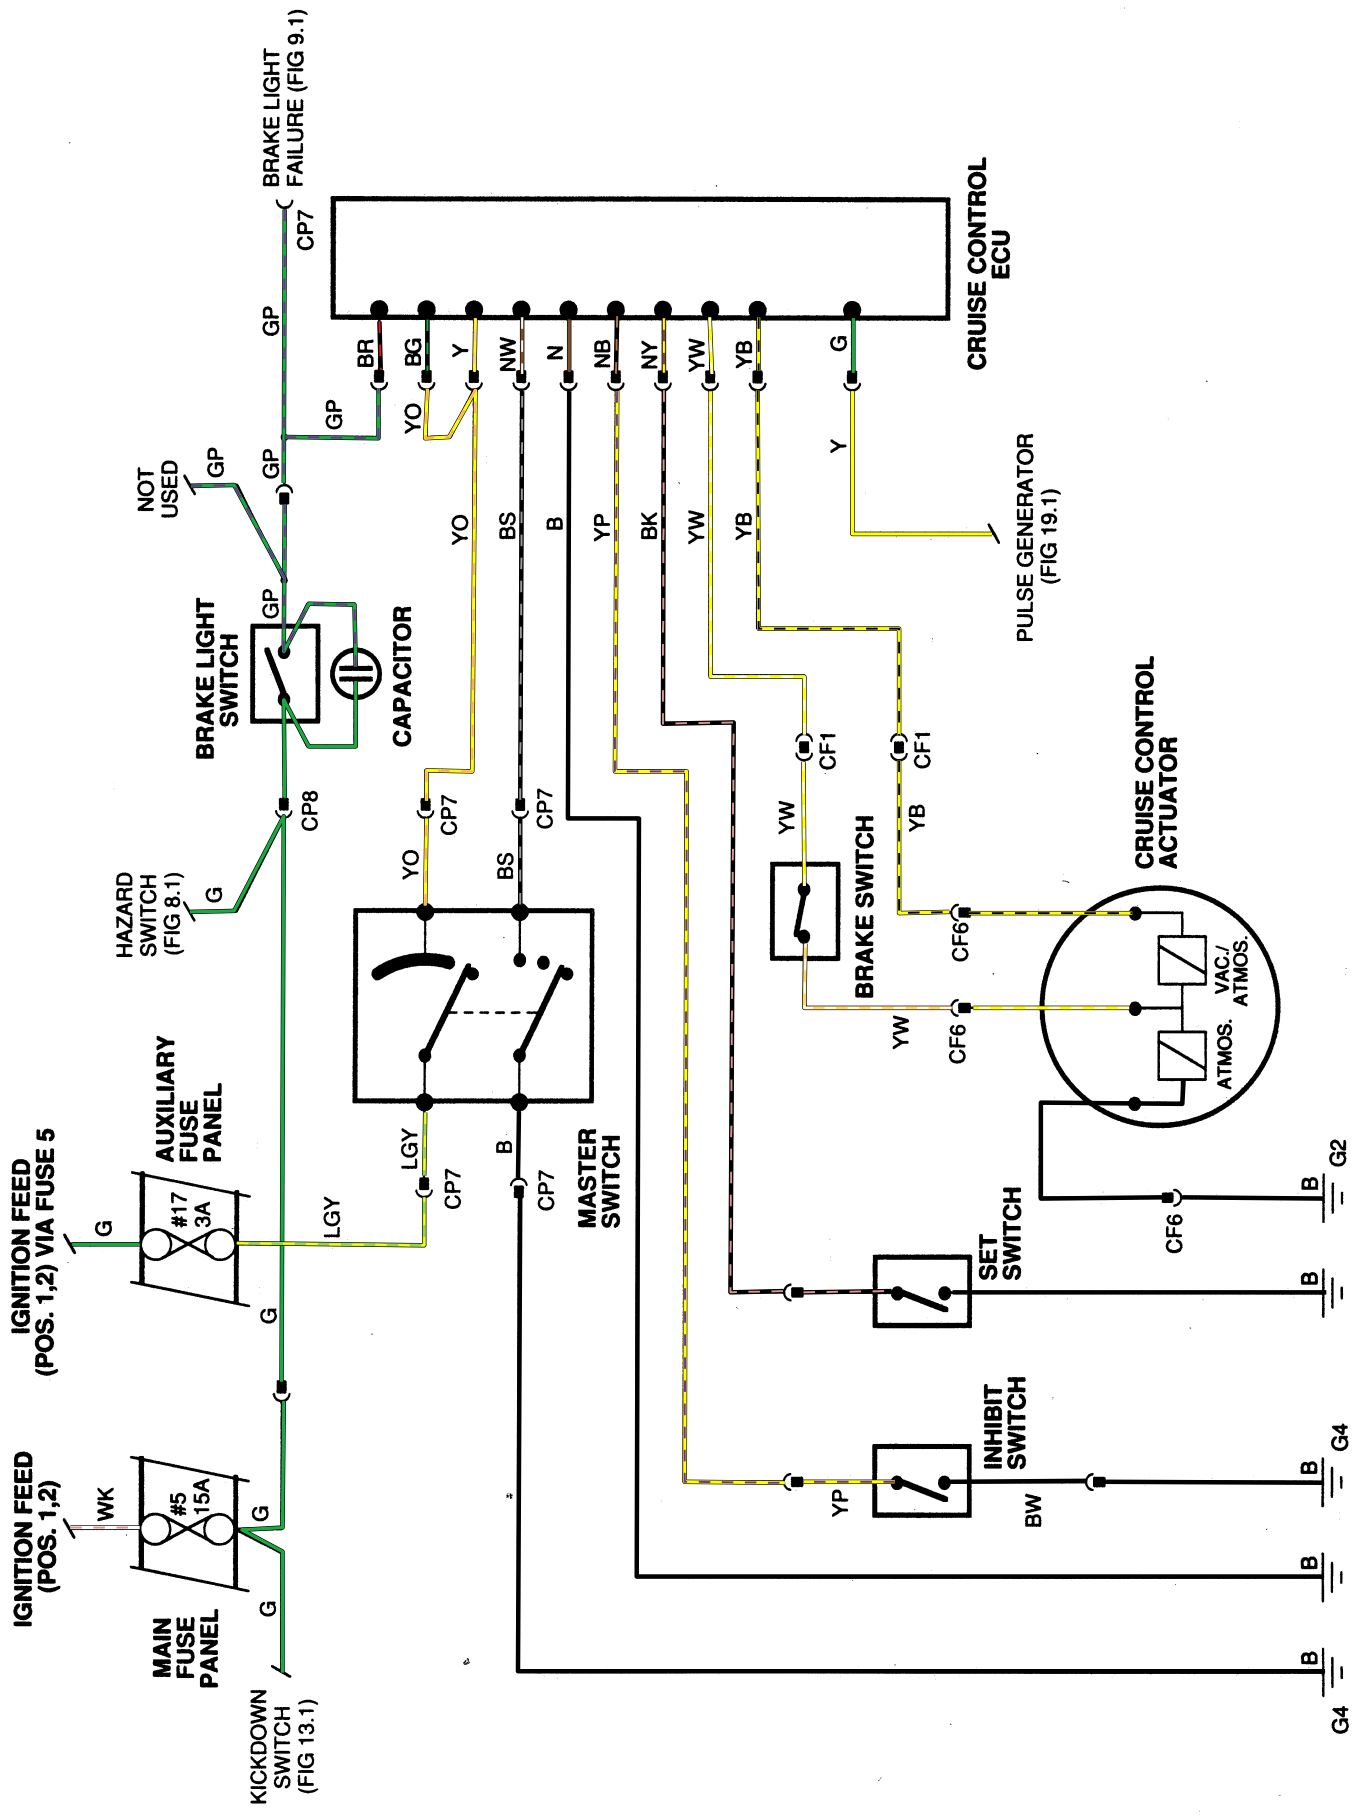 IGNITION FEED
(POS. 1,2)
WK
#5
15A
MAIN
FUSE
PANEL
G
G
KICKDOWN
SWITCH
(FIG 13.1)
IGNITION FEED
(POS. 1,2) VIA FUSE 5
G
#17
3A
AUXILIARY
FUSE
PANEL
G
LGY
HAZARD
SWITCH
(FIG 8.1)
G
CP8
BRAKE LIGHT
SWITCH
CAPACITOR
NOT
USED
GP
GP
GP
GP
GP
CP7
BRAKE LIGHT
FAILURE (FIG 9.1)
LGY
CP7
B
CP7
MASTER
SWITCH
YO
CP7
BS
CP7
YO
BS
B
YP
BK
YW
YB
Y
YO
BR
BG
Y
NW
N
NB
NY
YW
YB
G
CRUISE CONTROL
ECU
PULSE GENERATOR
(FIG 19.1)
CF1
CF1
YW
YB
BRAKE SWITCH
YW
CF6
CF6
CRUISE CONTROL
ACTUATOR
ATMOS.
VAC./
ATMOS.
CF6
SET
SWITCH
INHIBIT
SWITCH
YP
BW
B
G4
B
B
G4
B
B
G2